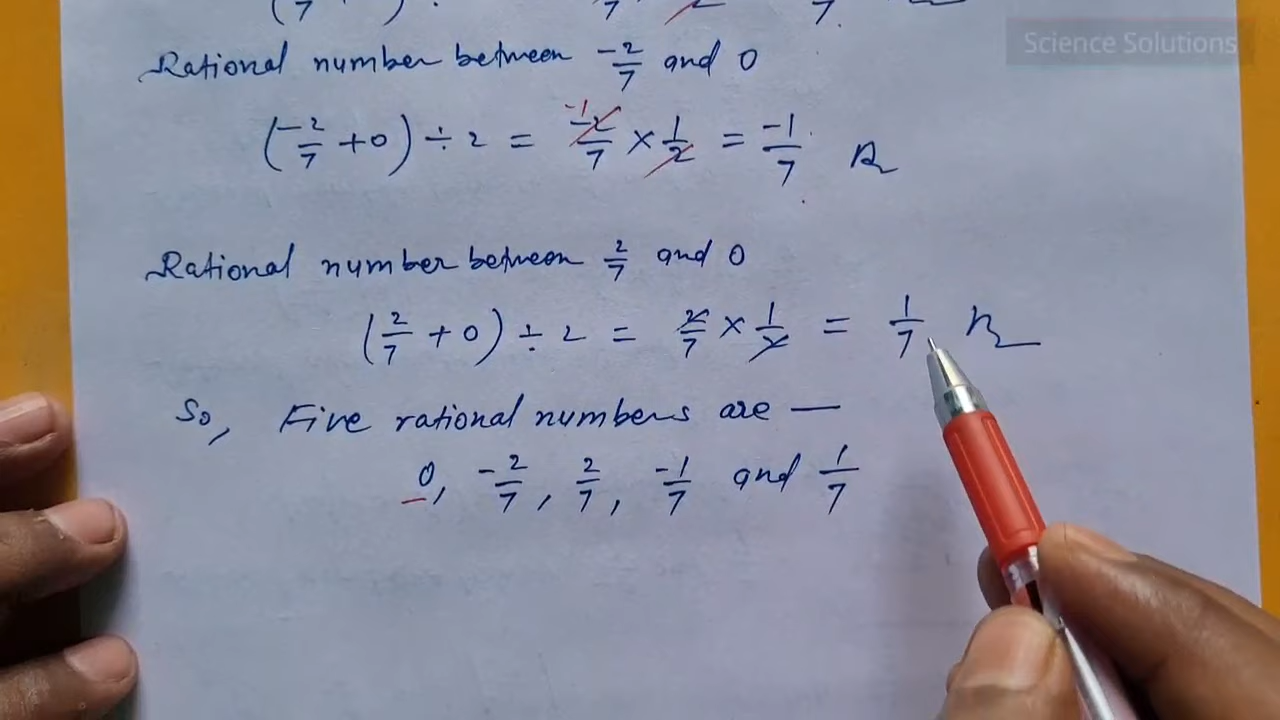 Science Solutions
Rational number between -2/7 and 0
(-2/7 + 0) ÷ 2 = -2/7 × 1/2 = -1/7
Rational number between 2/7 and 0
(2/7 + 0) ÷ 2 = 2/7 × 1/2 = 1/7
So, Five rational numbers are —
0, -2/7, 2/7, -1/7 and 1/7